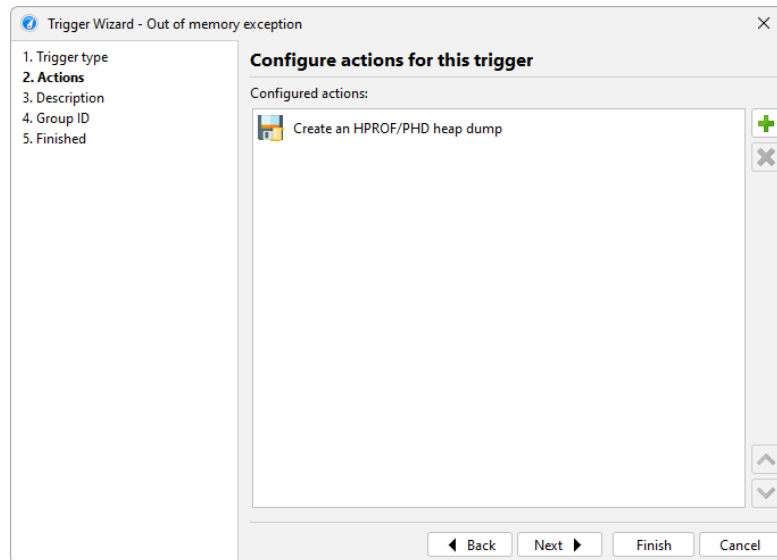 Trigger Wizard - Out of memory exception
1. Trigger type
2. Actions
3. Description
4. Group ID
5. Finished
Configure actions for this trigger
Configured actions:
Create an HPROF/PHD heap dump
Back
Next
Finish
Cancel